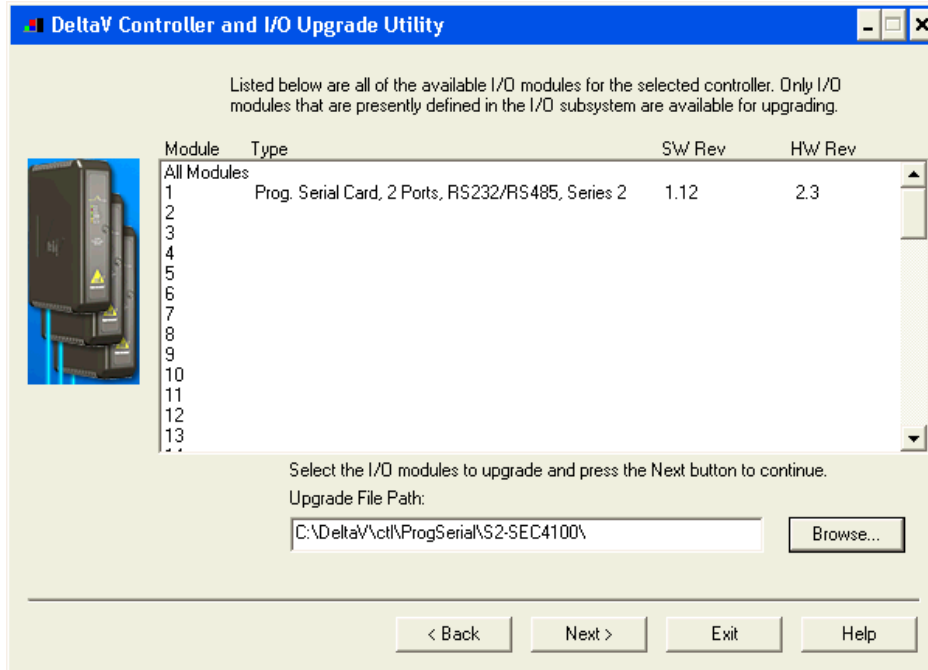 DeltaV Controller and I/O Upgrade Utility
Listed below are all of the available I/O modules for the selected controller. Only I/O
modules that are presently defined in the I/O subsystem are available for upgrading.
Module Type SW Rev HW Rev
All Modules
1 Prog. Serial Card, 2 Ports, RS232/RS485, Series 2 1.12 2.3
2
3
4
5
6
7
8
9
10
11
12
13
Select the I/O modules to upgrade and press the Next button to continue.
Upgrade File Path:
C:\DeltaV\ctl\ProgSerial\S2-SEC4100\
Browse...
< Back Next > Exit Help